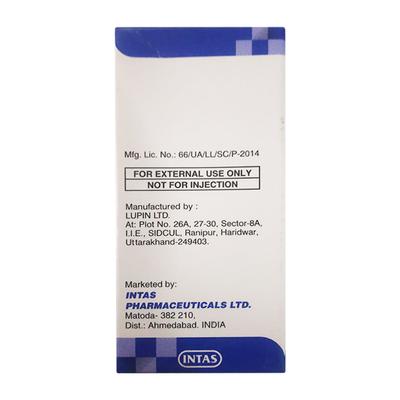 Mfg. Lic. No.: 66/UA/LL/SC/P-2014
FOR EXTERNAL USE ONLY
NOT FOR INJECTION
Manufactured by :
LUPIN LTD.
At: Plot No. 26A, 27-30, Sector-8A,
I.I.E., SIDCUL, Ranipur, Haridwar,
Uttarakhand-249403.
Marketed by:
INTAS
PHARMACEUTICALS LTD.
Matoda- 382 210,
Dist.: Ahmedabad. INDIA
INTAS